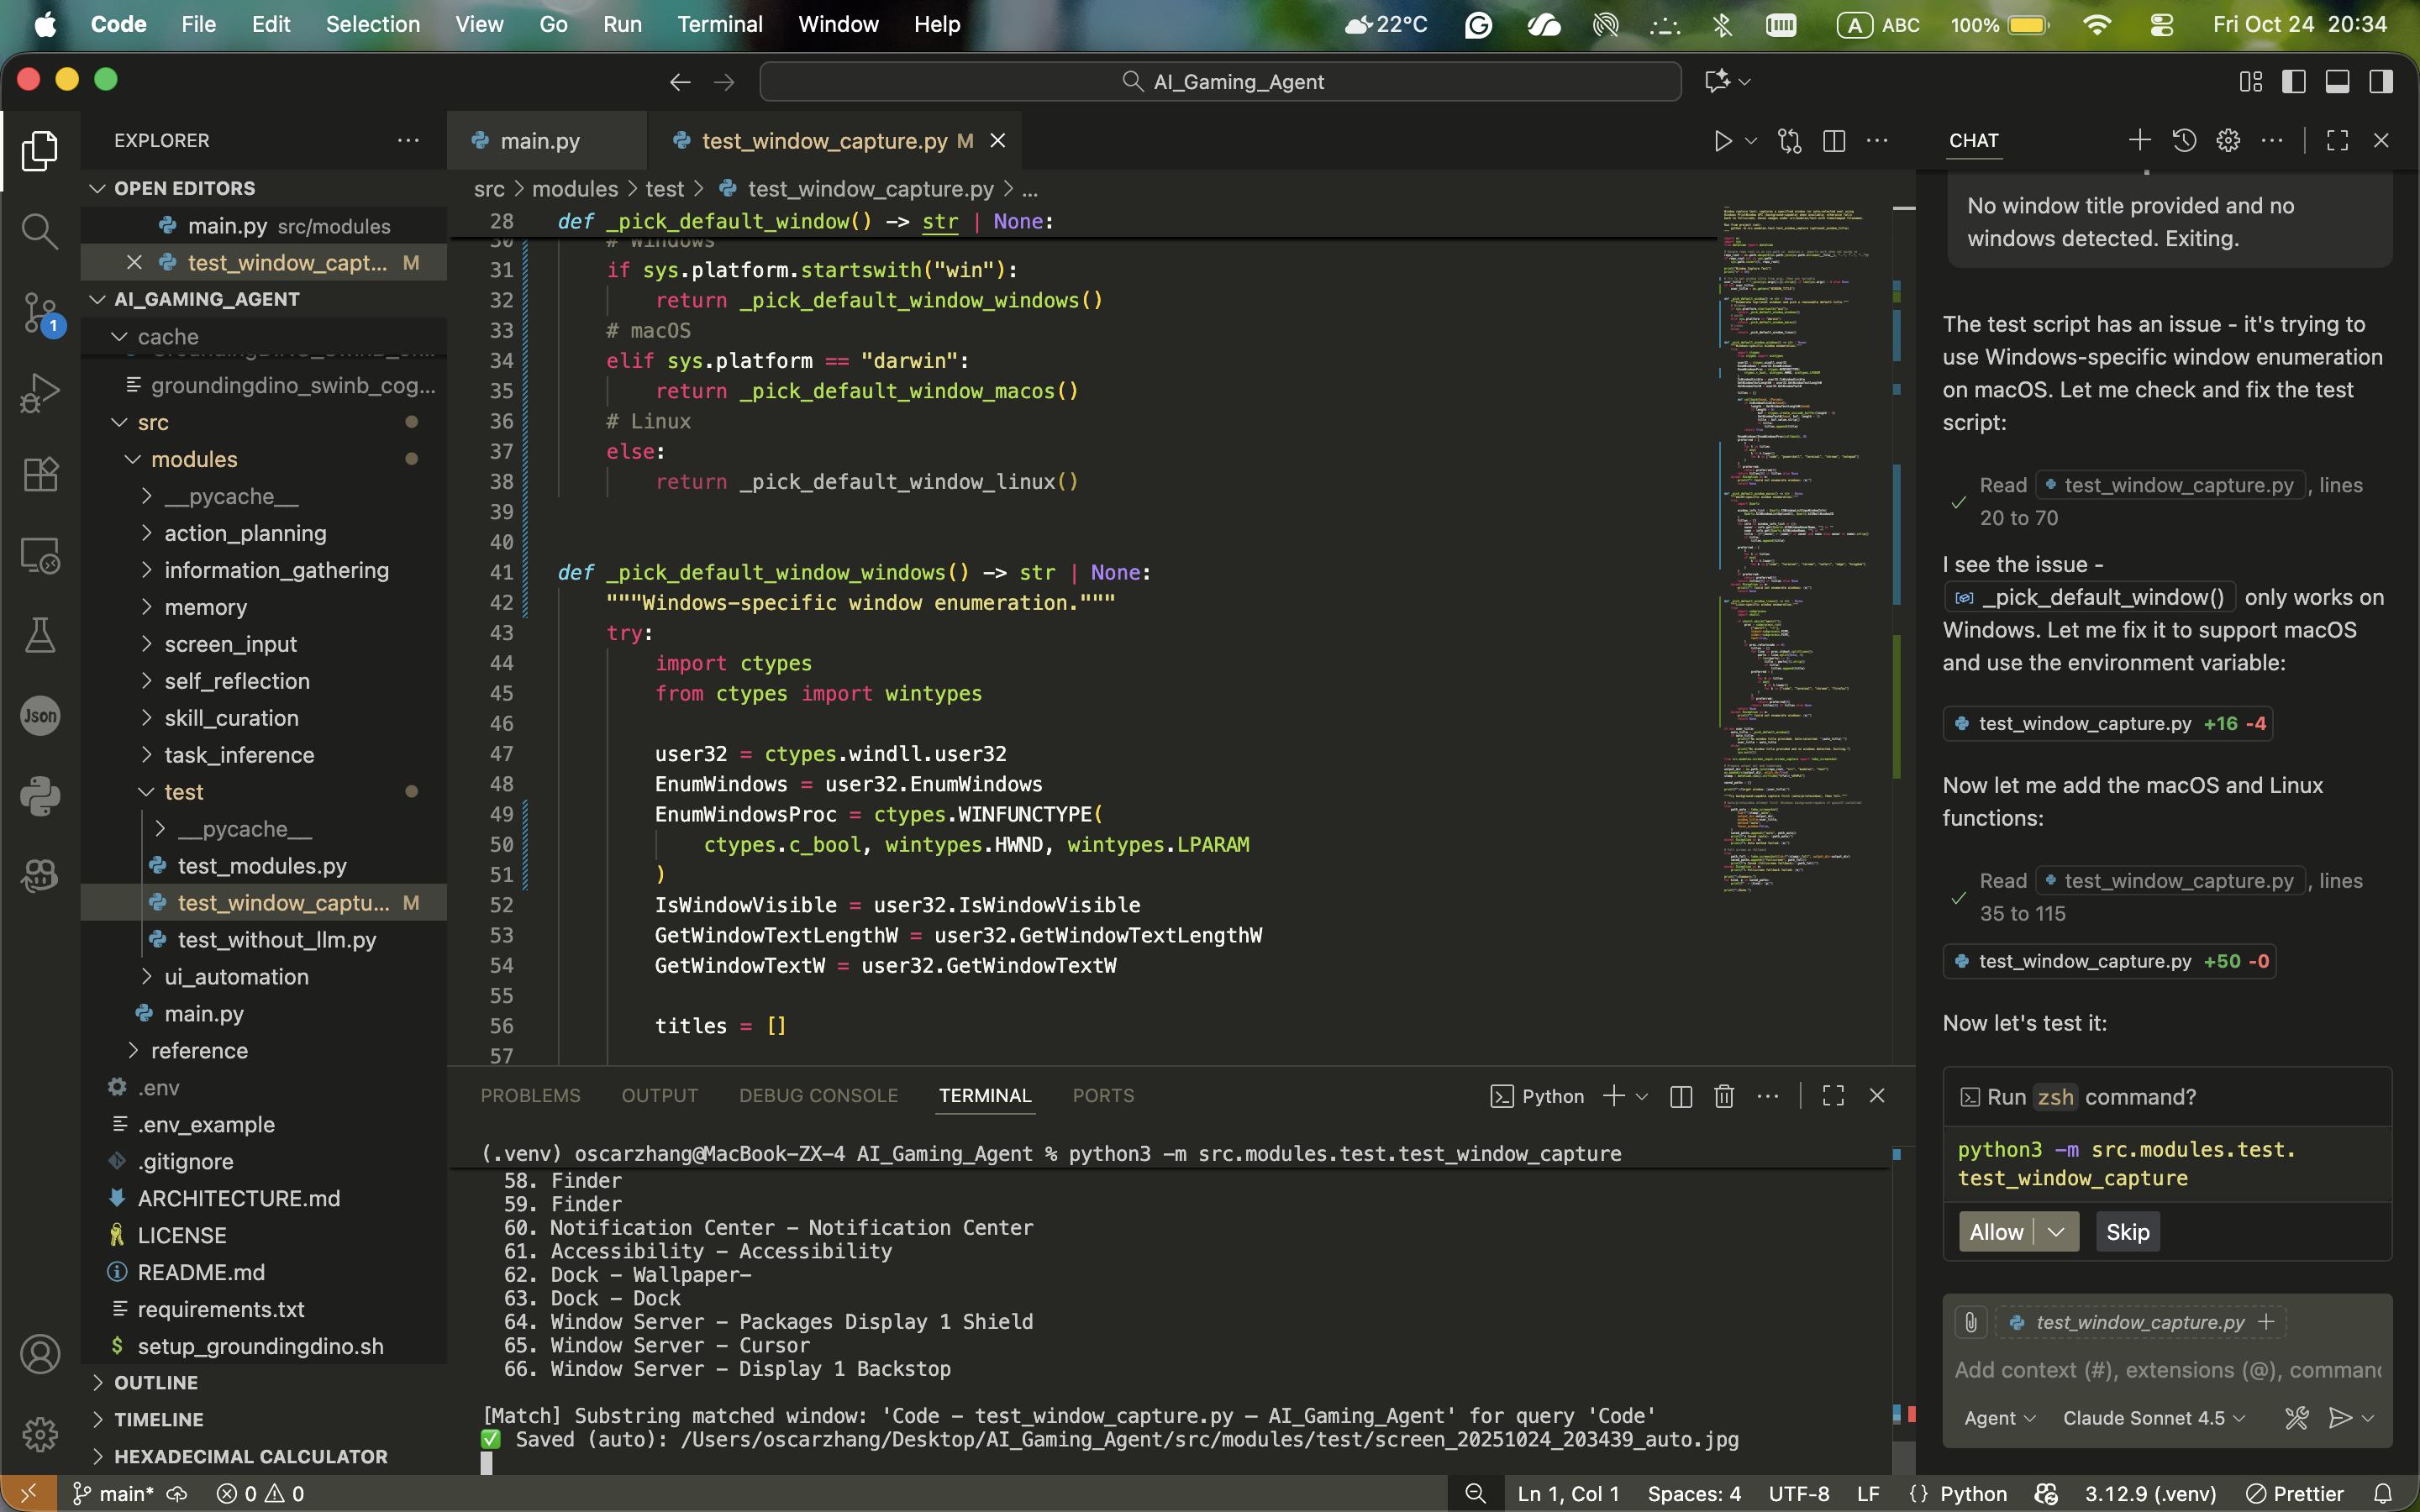 Code File Edit Selection View Go Run Terminal Window Help 22°C A ABC 100% Fri Oct 24 20:34
AI_Gaming_Agent
EXPLORER
OPEN EDITORS
main.py src/modules
test_window_capt... M
AI_GAMING_AGENT
cache
groundingdino_swinb_cog...
src
modules
__pycache__
action_planning
information_gathering
memory
screen_input
self_reflection
skill_curation
task_inference
test
__pycache__
test_modules.py
test_window_captu... M
test_without_llm.py
ui_automation
main.py
reference
.env
.env_example
.gitignore
ARCHITECTURE.md
LICENSE
README.md
requirements.txt
setup_groundingdino.sh
OUTLINE
TIMELINE
HEXADECIMAL CALCULATOR
1
Json
main.py
test_window_capture.py M
src > modules > test > test_window_capture.py > ...
28 def _pick_default_window() -> str | None:
30 # Windows
31 if sys.platform.startswith("win"):
32 return _pick_default_window_windows()
33 # macOS
34 elif sys.platform == "darwin":
35 return _pick_default_window_macos()
36 # Linux
37 else:
38 return _pick_default_window_linux()
39
40
41 def _pick_default_window_windows() -> str | None:
42 """Windows-specific window enumeration."""
43 try:
44 import ctypes
45 from ctypes import wintypes
46
47 user32 = ctypes.windll.user32
48 EnumWindows = user32.EnumWindows
49 EnumWindowsProc = ctypes.WINFUNCTYPE(
50 ctypes.c_bool, wintypes.HWND, wintypes.LPARAM
51 )
52 IsWindowVisible = user32.IsWindowVisible
53 GetWindowTextLengthW = user32.GetWindowTextLengthW
54 GetWindowTextW = user32.GetWindowTextW
55
56 titles = []
57
PROBLEMS OUTPUT DEBUG CONSOLE TERMINAL PORTS Python
(.venv) oscarzhang@MacBook-ZX-4 AI_Gaming_Agent % python3 -m src.modules.test.test_window_capture
58. Finder
59. Finder
60. Notification Center - Notification Center
61. Accessibility - Accessibility
62. Dock - Wallpaper-
63. Dock - Dock
64. Window Server - Packages Display 1 Shield
65. Window Server - Cursor
66. Window Server - Display 1 Backstop
[Match] Substring matched window: 'Code - test_window_capture.py — AI_Gaming_Agent' for query 'Code'
✅ Saved (auto): /Users/oscarzhang/Desktop/AI_Gaming_Agent/src/modules/test/screen_20251024_203439_auto.jpg
CHAT
No window title provided and no
windows detected. Exiting.
The test script has an issue - it's trying to
use Windows-specific window enumeration
on macOS. Let me check and fix the test
script:
Read test_window_capture.py, lines
20 to 70
I see the issue -
_pick_default_window() only works on
Windows. Let me fix it to support macOS
and use the environment variable:
test_window_capture.py +16 -4
Now let me add the macOS and Linux
functions:
Read test_window_capture.py, lines
35 to 115
test_window_capture.py +50 -0
Now let's test it:
Run zsh command?
python3 -m src.modules.test.
test_window_capture
Allow Skip
test_window_capture.py
Add context (#), extensions (@), comman
Agent Claude Sonnet 4.5
main* 0 0 Ln 1, Col 1 Spaces: 4 UTF-8 LF {} Python 3.12.9 (.venv) Prettier